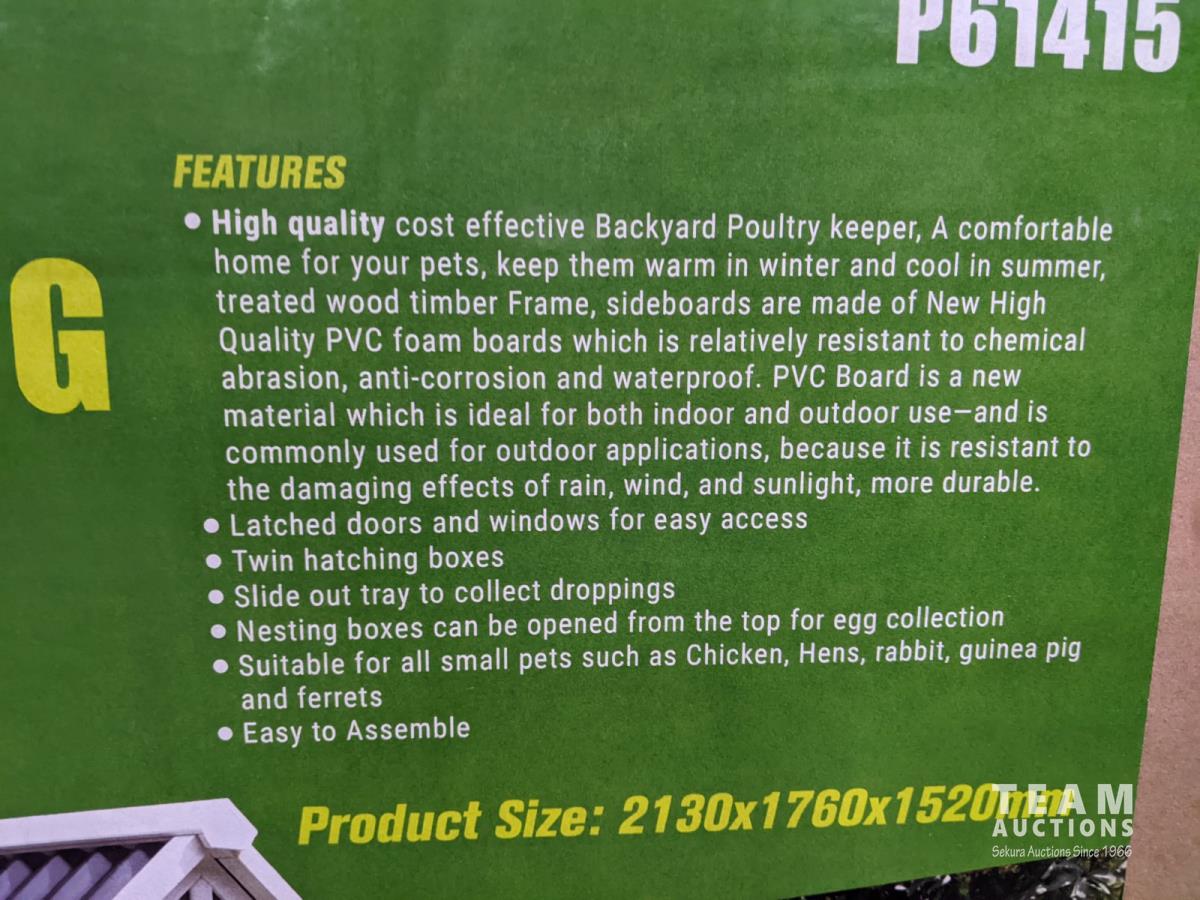 P61415
FEATURES
G
● High quality cost effective Backyard Poultry keeper, A comfortable
home for your pets, keep them warm in winter and cool in summer,
treated wood timber Frame, sideboards are made of New High
Quality PVC foam boards which is relatively resistant to chemical
abrasion, anti-corrosion and waterproof. PVC Board is a new
material which is ideal for both indoor and outdoor use—and is
commonly used for outdoor applications, because it is resistant to
the damaging effects of rain, wind, and sunlight, more durable.
● Latched doors and windows for easy access
● Twin hatching boxes
● Slide out tray to collect droppings
● Nesting boxes can be opened from the top for egg collection
● Suitable for all small pets such as Chicken, Hens, rabbit, guinea pig
and ferrets
● Easy to Assemble
Product Size: 2130x1760x1520mm
TEAM
AUCTIONS
Sekura Auctions Since 1966